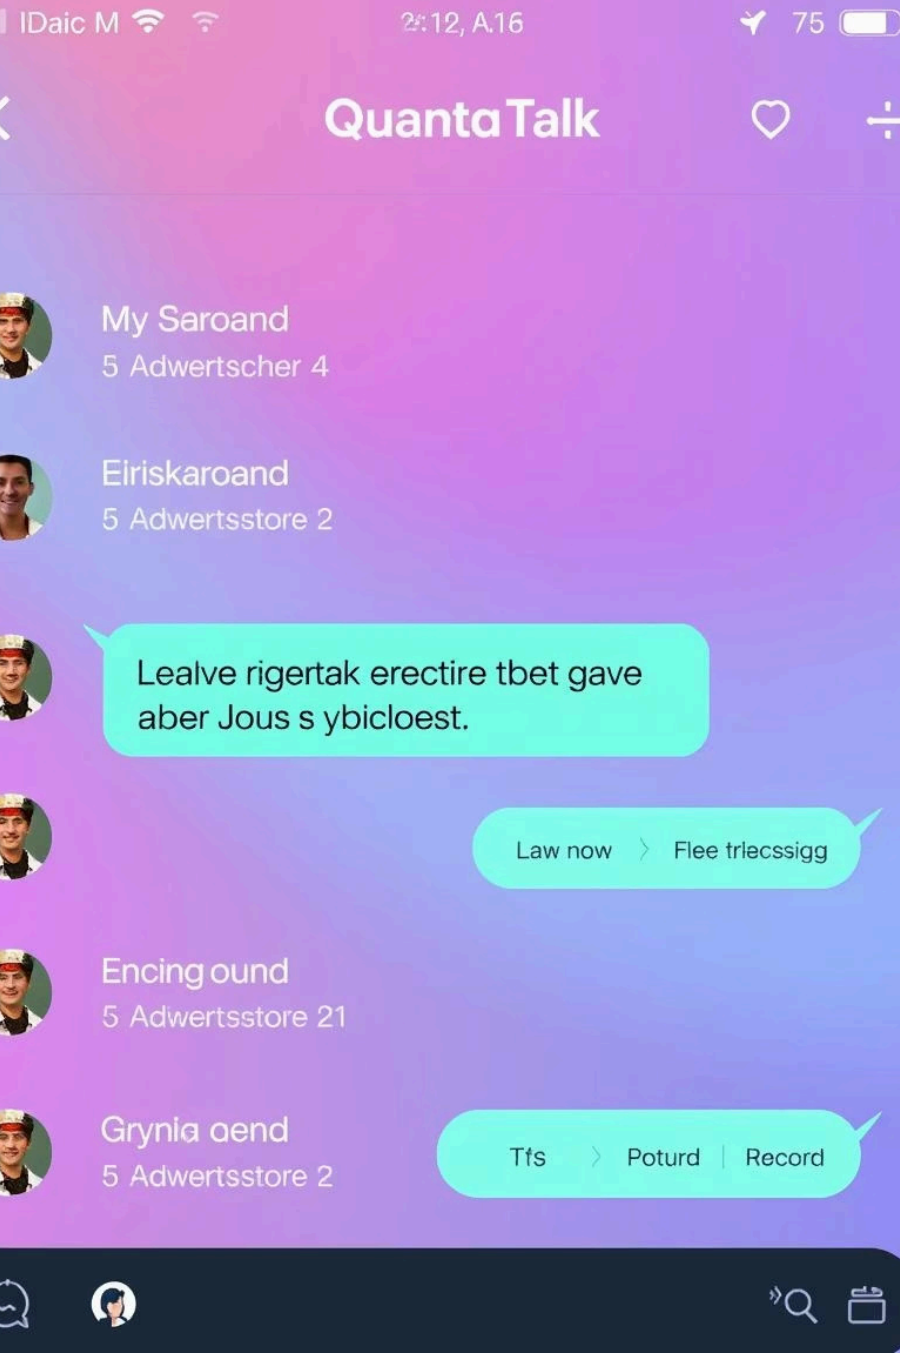 IDaic M
12, A.16
75
QuantaTalk
My Saroand
5 Adwertscher 4
Eiriskaroand
5 Adwertsstore 2
Lealve rigertak erectire tbet gave
aber Jous s ybicloest.
Law now > Flee trlecssigg
Encing ound
5 Adwertsstore 21
Grynia aend
5 Adwertsstore 2
Tfs > Poturd | Record